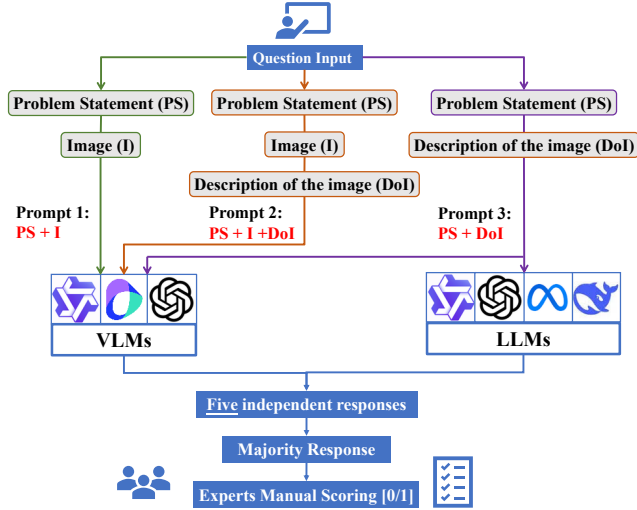 Question Input
Problem Statement (PS)
Problem Statement (PS)
Problem Statement (PS)
Image (I)
Image (I)
Description of the image (DoI)
Description of the image (DoI)
Prompt 1:
PS + I
Prompt 2:
PS + I +DoI
Prompt 3:
PS + DoI
VLMs
LLMs
Five independent responses
Majority Response
Experts Manual Scoring [0/1]